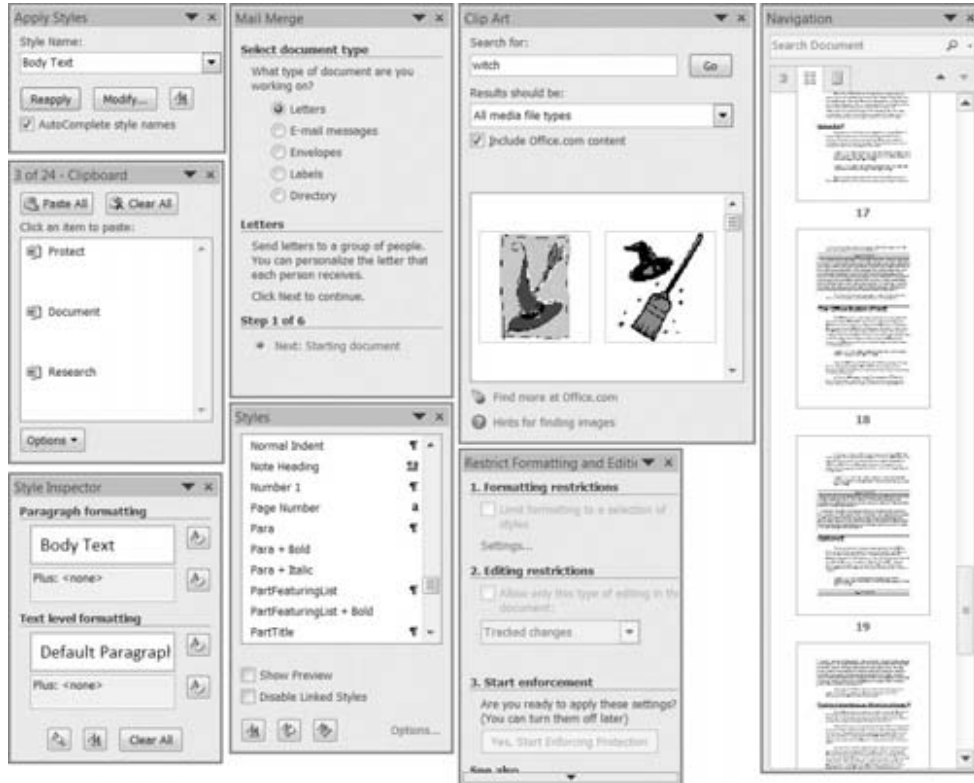 Apply Styles
Style Name:
Body Text
Reapply
Modify...
AutoComplete style names
3 of 24 - Clipboard
Paste All
Clear All
Click an item to paste:
Protect
Document
Research
Options
Style Inspector
Paragraph formatting
Body Text
Plus: <none>
Text level formatting
Default Paragraph
Plus: <none>
Clear All
Mail Merge
Select document type
What type of document are you
working on?
Letters
E-mail messages
Envelopes
Labels
Directory
Letters
Send letters to a group of people.
You can personalize the letter that
each person receives.
Click Next to continue.
Step 1 of 6
Next: Starting document
Styles
Normal Indent
Note Heading
Number 1
Page Number a
Para
Para + Bold
Para + Italic
PartFeaturingList
PartFeaturingList + Bold
PartTitle
Show Preview
Disable Linked Styles
Options...
Clip Art
Search for:
witch
Go
Results should be:
All media file types
Include Office.com content
Find more at Office.com
Hints for finding images
Restrict Formatting and Editi
1. Formatting restrictions
Limit formatting to a selection of
styles
Settings...
2. Editing restrictions
Allow only this type of editing in the
document:
Tracked changes
3. Start enforcement
Are you ready to apply these settings?
(You can turn them off later)
Yes, Start Enforcing Protection
See also
Navigation
Search Document
17
18
19